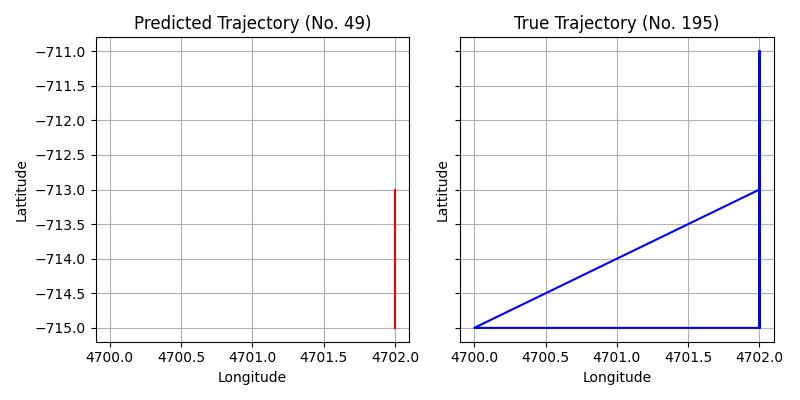 Predicted Trajectory (No. 49)
True Trajectory (No. 195)
−711.0
−711.5
−712.0
−712.5
−713.0
−713.5
−714.0
−714.5
−715.0
Lattitude
Lattitude
4700.0 4700.5 4701.0 4701.5 4702.0
4700.0 4700.5 4701.0 4701.5 4702.0
Longitude
Longitude